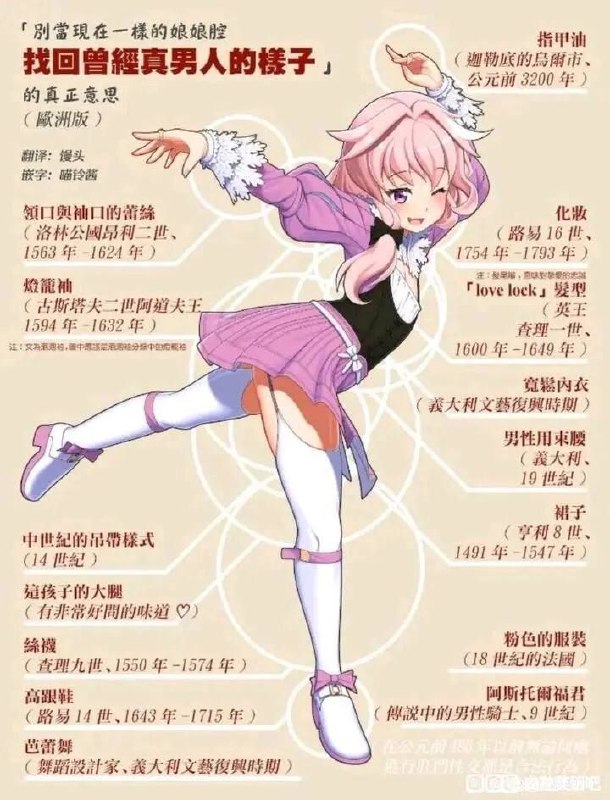 「別當現在一樣的娘娘腔
找回曾經真男人的樣子」
的真正意思
（歐洲版）
翻译：馒头
嵌字：喵铃酱
指甲油
（迦勒底的烏爾市、
公元前 3200 年）
領口與袖口的蕾絲
（洛林公國昂利二世、
1563 年 -1624 年）
燈籠袖
（古斯塔夫二世阿道夫王
1594 年 -1632 年）
化妝
（路易 16 世、
1754 年 -1793 年）
「love lock」髮型
（英王
查理一世、
1600 年 -1649 年）
寬鬆內衣
（義大利文藝復興時期）
男性用束腰
（義大利、
19 世紀）
裙子
（亨利 8 世、
1491 年 -1547 年）
中世紀的吊帶樣式
(14 世紀）
這孩子的大腿
（有非常好聞的味道♡）
絲襪
（查理九世、1550 年 -1574 年）
高跟鞋
（路易 14 世、1643 年 -1715 年）
芭蕾舞
（舞蹈設計家、義大利文藝復興時期）
粉色的服裝
(18 世紀的法國）
阿斯托爾福君
（傳說中的男性騎士、9 世紀）